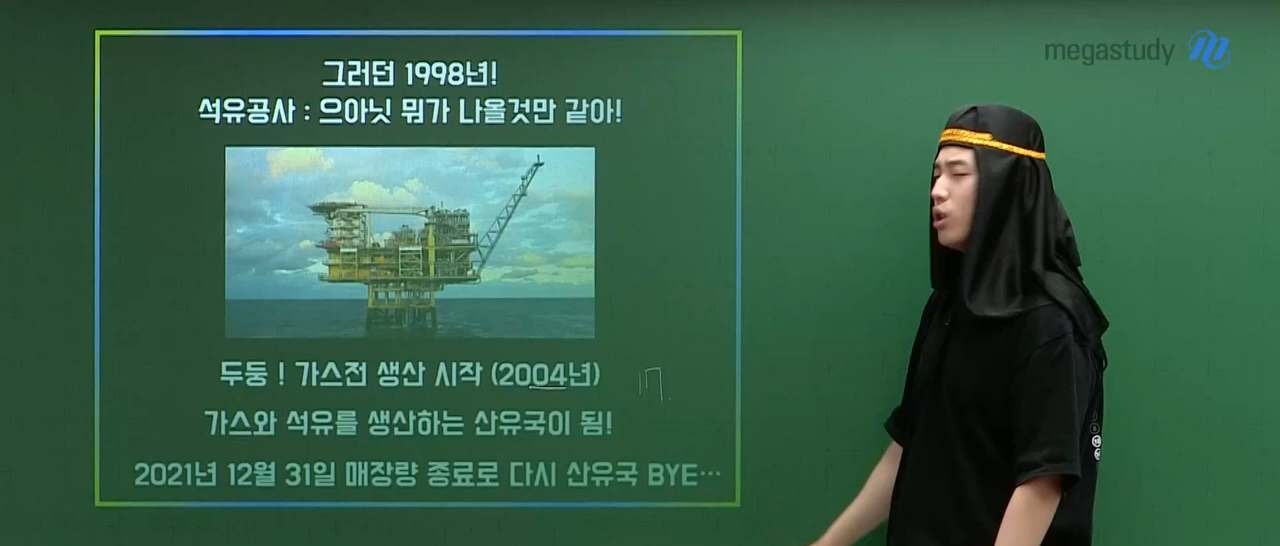 megastudy
그러던 1998년!
석유공사 : 으아닛 뭐가 나올것만 같아!
두둥 ! 가스전 생산 시작 (2004년) 17.
가스와 석유를 생산하는 산유국이 됨!
2021년 12월 31일 매장량 종료로 다시 산유국 BYE…